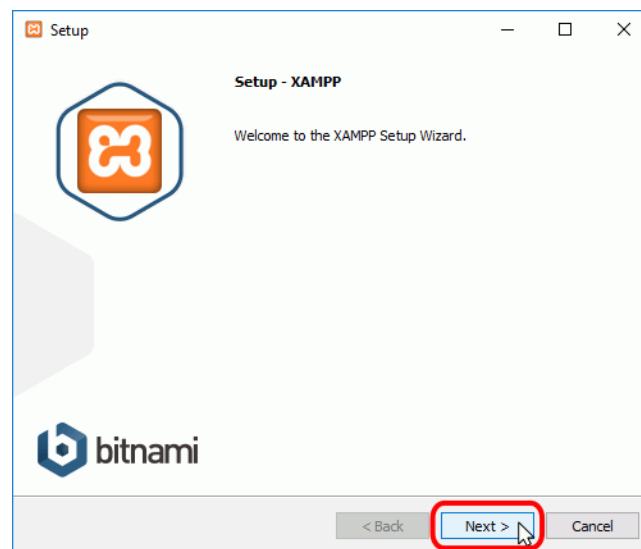 Setup
Setup - XAMPP
Welcome to the XAMPP Setup Wizard.
bitnami
< Back Next > Cancel